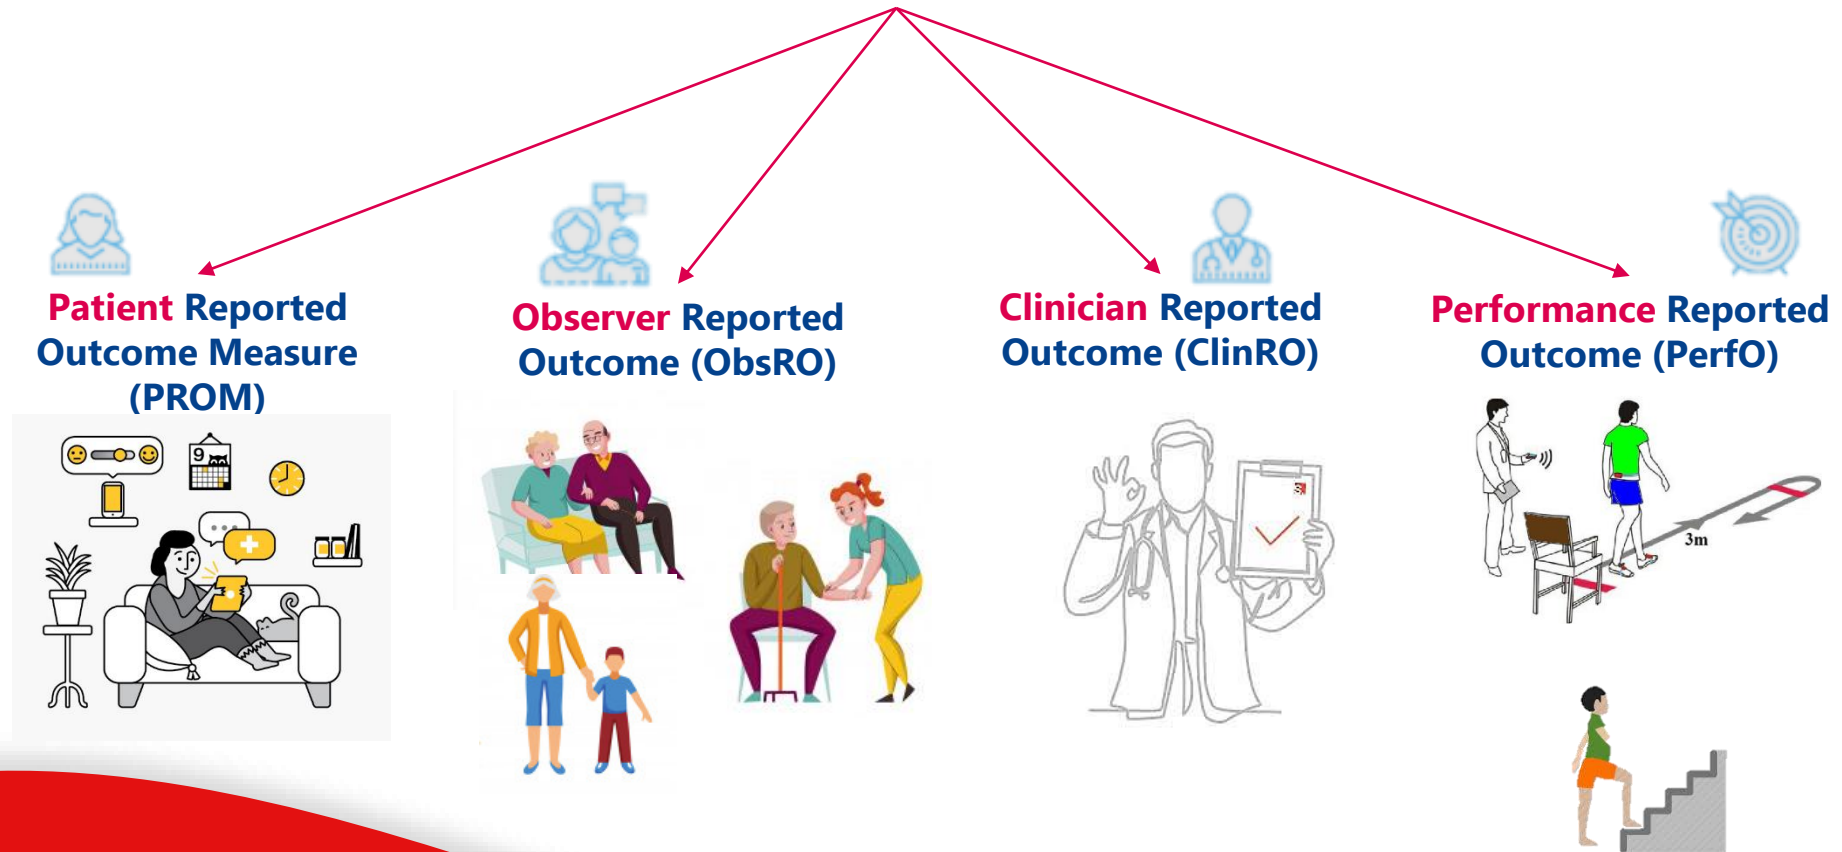 Patient Reported
Outcome Measure
(PROM)
Observer Reported
Outcome (ObsRO)
Clinician Reported
Outcome (ClinRO)
Performance Reported
Outcome (PerfO)
9
3m